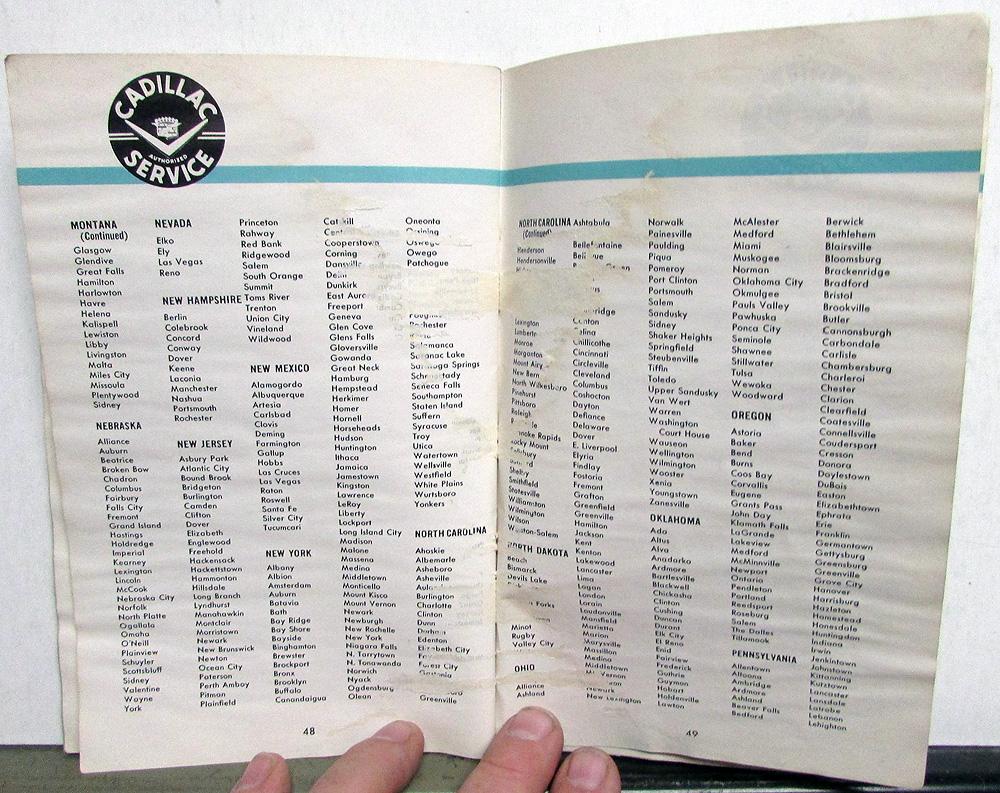 CADILLAC
AUTHORIZED
SERVICE
MONTANA
(Continued)
Glasgow
Glendive
Great Falls
Hamilton
Harlowton
Havre
Helena
Kalispell
Lewiston
Libby
Livingston
Malta
Miles City
Missoula
Plentywood
Sidney
NEBRASKA
Alliance
Auburn
Beatrice
Broken Bow
Chadron
Columbus
Fairbury
Falls City
Fremont
Grand Island
Hastings
Holdrege
Imperial
Kearney
Lexington
Lincoln
McCook
Nebraska City
Norfolk
North Platte
Ogallala
Omaha
O'Neill
Plainview
Schuyler
Scottsbluff
Sidney
Valentine
Wayne
York
NEVADA
Elko
Ely
Las Vegas
Reno
NEW HAMPSHIRE
Berlin
Colebrook
Concord
Conway
Dover
Keene
Laconia
Manchester
Nashua
Portsmouth
Rochester
NEW JERSEY
Asbury Park
Atlantic City
Bound Brook
Bridgeton
Burlington
Camden
Clifton
Dover
Elizabeth
Englewood
Freehold
Hackensack
Hackettstown
Hammonton
Hillsdale
Long Branch
Lyndhurst
Manahawkin
Montclair
Morristown
Newark
New Brunswick
Newton
Ocean City
Paterson
Perth Amboy
Pitman
Plainfield
Princeton
Rahway
Red Bank
Ridgewood
Salem
South Orange
Summit
Toms River
Trenton
Union City
Vineland
Wildwood
NEW MEXICO
Alamogordo
Albuquerque
Artesia
Carlsbad
Clovis
Deming
Farmington
Gallup
Hobbs
Las Cruces
Las Vegas
Raton
Roswell
Santa Fe
Silver City
Tucumcari
NEW YORK
Albany
Albion
Amsterdam
Auburn
Batavia
Bath
Bay Ridge
Bay Shore
Bayside
Binghamton
Brewster
Brockport
Bronx
Brooklyn
Buffalo
Canandaigua
Catskill
Cooperstown
Corning
Dansville
Delhi
Dunkirk
East Auro
Freeport
Geneva
Glen Cove
Glens Falls
Gloversville
Gowanda
Great Neck
Hamburg
Hempstead
Herkimer
Homer
Hornell
Horseheads
Hudson
Huntington
Ithaca
Jamaica
Jamestown
Kingston
Lawrence
LeRoy
Liberty
Lockport
Long Island City
Madison
Malone
Massena
Medina
Middletown
Monticello
Mount Kisco
Mount Vernon
Newark
Newburgh
New Rochelle
New York
Niagara Falls
N. Tarrytown
N. Tonawanda
Norwich
Nyack
Ogdensburg
Olean
Oneonta
Ossining
Oswego
Owego
Patchogue
Rochester
Salamanca
Saranac Lake
Saratoga Springs
Schenectady
Seneca Falls
Southampton
Staten Island
Suffern
Syracuse
Troy
Utica
Watertown
Wellsville
Westfield
White Plains
Wurtsboro
Yonkers
NORTH CAROLINA
Ahoskie
Albemarle
Asheboro
Asheville
Burlington
Charlotte
Clinton
Dunn
Durham
Edenton
Elizabeth City
Forest City
Gastonia
Greenville
48
NORTH CAROLINA
(Continued)
Henderson
Hendersonville
Lexington
Monroe
Morganton
Mount Airy
New Bern
North Wilkesboro
Pinehurst
Pittsboro
Raleigh
Roanoke Rapids
Rocky Mount
Salisbury
Shelby
Smithfield
Statesville
Williamston
Wilmington
Wilson
Winston-Salem
NORTH DAKOTA
Beach
Bismarck
Devils Lake
Forks
Minot
Rugby
Valley City
OHIO
Alliance
Ashland
Ashtabula
Bellefontaine
Bellevue
Canton
Celina
Chillicothe
Cincinnati
Circleville
Cleveland
Columbus
Coshocton
Dayton
Defiance
Delaware
Dover
E. Liverpool
Elyria
Findlay
Fostoria
Fremont
Grafton
Greenfield
Greenville
Hamilton
Jackson
Kent
Kenton
Lakewood
Lancaster
Lima
Logan
London
Lorain
Loudonville
Mansfield
Marietta
Marion
Marysville
Massillon
Medina
Middletown
Mt. Vernon
Newark
New Lexington
Norwalk
Painesville
Paulding
Piqua
Pomeroy
Port Clinton
Portsmouth
Salem
Sandusky
Sidney
Shaker Heights
Springfield
Steubenville
Tiffin
Toledo
Upper Sandusky
Van Wert
Warren
Washington
Court House
Wauseon
Wellington
Wilmington
Wooster
Xenia
Youngstown
Zanesville
OKLAHOMA
Ada
Altus
Alva
Anadarko
Ardmore
Bartlesville
Blackwell
Chickasha
Clinton
Cushing
Duncan
Durant
Elk City
El Reno
Enid
Fairview
Frederick
Guthrie
Guymon
Hobart
Holdenville
Lawton
McAlester
Medford
Miami
Muskogee
Norman
Oklahoma City
Okmulgee
Pauls Valley
Pawhuska
Ponca City
Seminole
Shawnee
Stillwater
Tulsa
Wewoka
Woodward
OREGON
Astoria
Baker
Bend
Burns
Coos Bay
Corvallis
Eugene
Grants Pass
John Day
Klamath Falls
LaGrande
Lakeview
Medford
McMinnville
Newport
Ontario
Pendleton
Portland
Reedsport
Roseburg
Salem
The Dalles
Tillamook
PENNSYLVANIA
Allentown
Altoona
Ambridge
Ardmore
Ashland
Beaver Falls
Bedford
Berwick
Bethlehem
Blairsville
Bloomsburg
Brackenridge
Bradford
Bristol
Brookville
Butler
Cannonsburgh
Carbondale
Carlisle
Chambersburg
Charleroi
Chester
Clarion
Clearfield
Coatesville
Connellsville
Coudersport
Cresson
Donora
Doylestown
DuBois
Easton
Elizabethtown
Ephrata
Erie
Franklin
Germantown
Gettysburg
Greensburg
Greenville
Grove City
Hanover
Harrisburg
Hazleton
Homestead
Honesdale
Huntingdon
Indiana
Irwin
Jenkintown
Johnstown
Kittanning
Kutztown
Lancaster
Lansdale
Latrobe
Lebanon
Lehighton
49